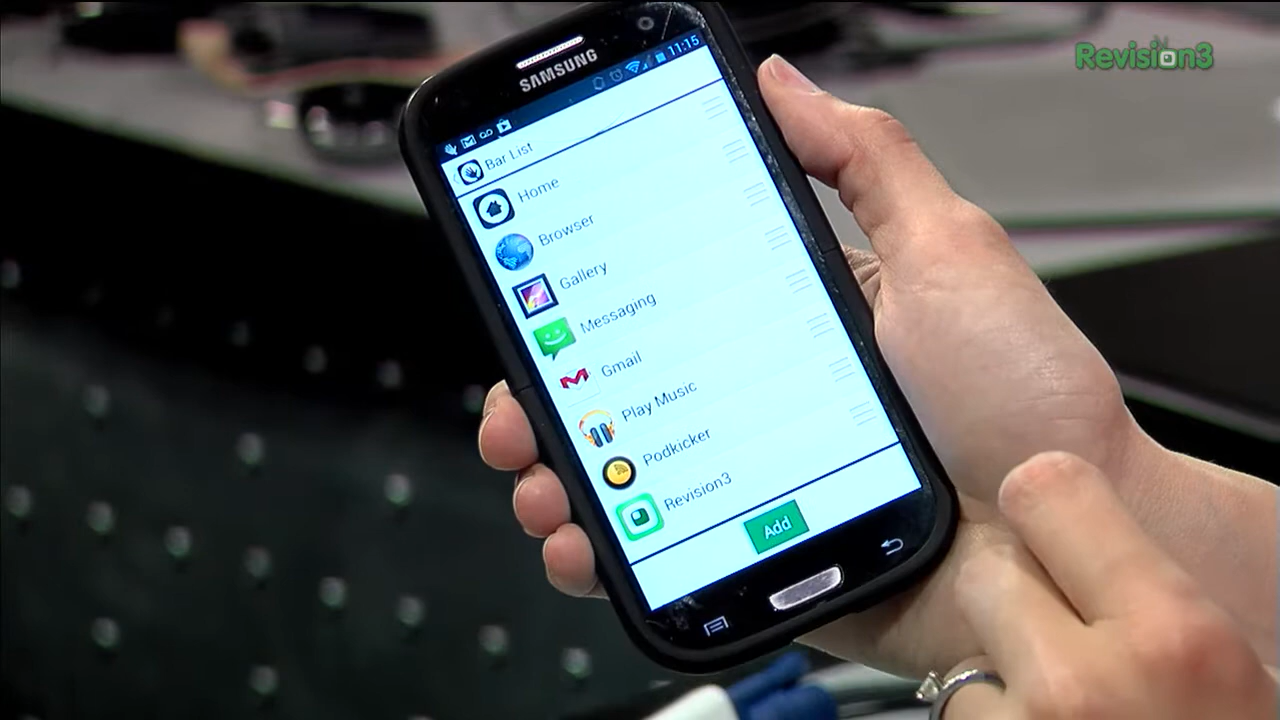 Revision3
SAMSUNG
11:15
Bar List
Home
Browser
Gallery
Messaging
Gmail
Play Music
Podkicker
Revision3
Add